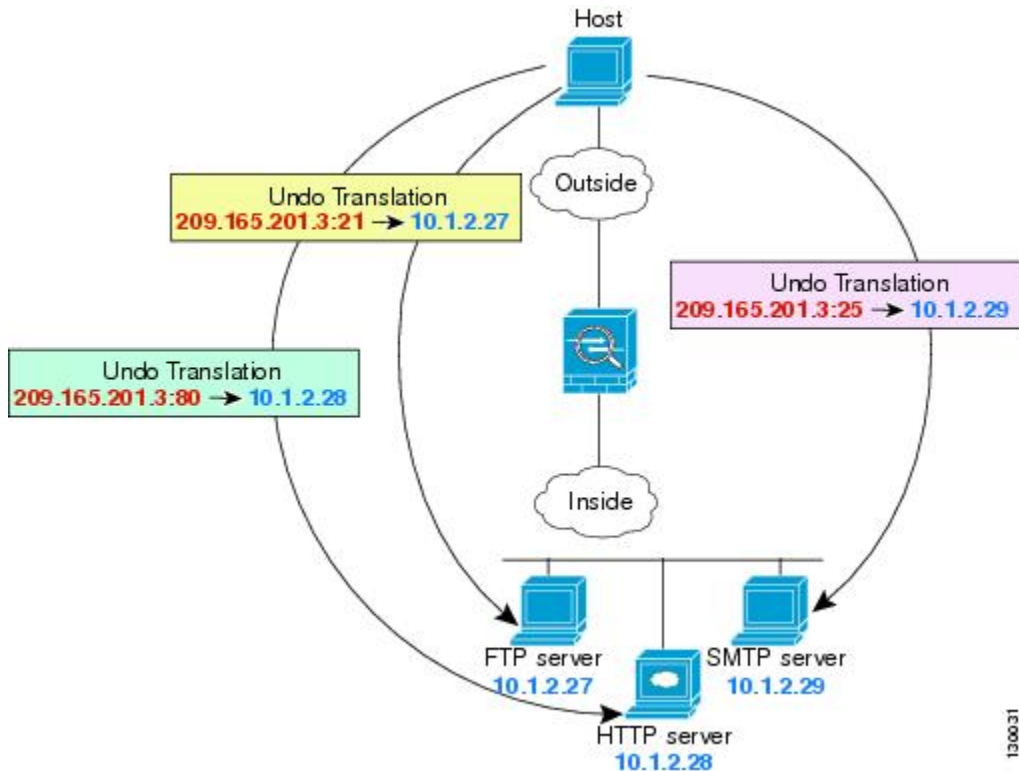 Host
Outside
Undo Translation
209.165.201.3:21 → 10.1.2.27
Undo Translation
209.165.201.3:25 → 10.1.2.29
Undo Translation
209.165.201.3:80 → 10.1.2.28
Inside
FTP server
10.1.2.27
SMTP server
10.1.2.29
HTTP server
10.1.2.28
130031